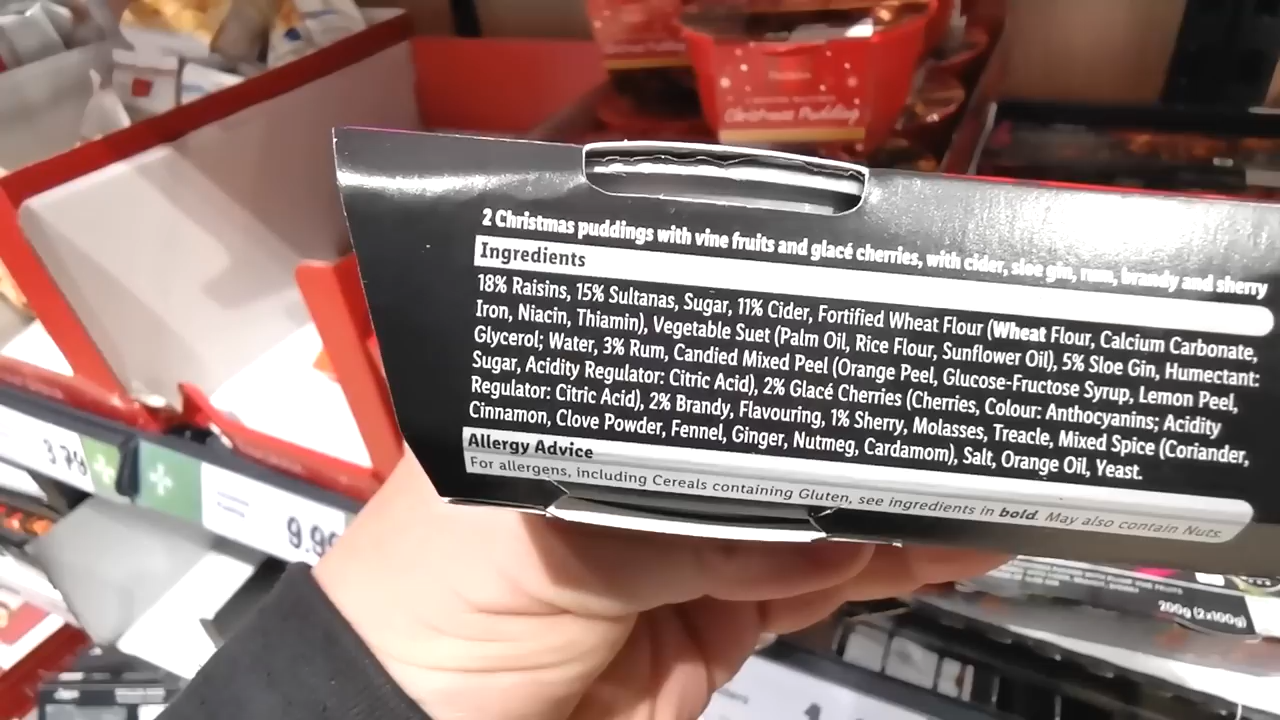 Christmas Pudding
2 Christmas puddings with vine fruits and glacé cherries, with cider, sloe gin, rum, brandy and sherry
Ingredients
18% Raisins, 15% Sultanas, Sugar, 11% Cider, Fortified Wheat Flour (Wheat Flour, Calcium Carbonate,
Iron, Niacin, Thiamin), Vegetable Suet (Palm Oil, Rice Flour, Sunflower Oil), 5% Sloe Gin, Humectant:
Glycerol; Water, 3% Rum, Candied Mixed Peel (Orange Peel, Glucose-Fructose Syrup, Lemon Peel,
Sugar, Acidity Regulator: Citric Acid), 2% Glacé Cherries (Cherries, Colour: Anthocyanins; Acidity
Regulator: Citric Acid), 2% Brandy, Flavouring, 1% Sherry, Molasses, Treacle, Mixed Spice (Coriander,
Cinnamon, Clove Powder, Fennel, Ginger, Nutmeg, Cardamom), Salt, Orange Oil, Yeast.
Allergy Advice
For allergens, including Cereals containing Gluten, see ingredients in bold. May also contain Nuts.
9.99
200g (2x100g)